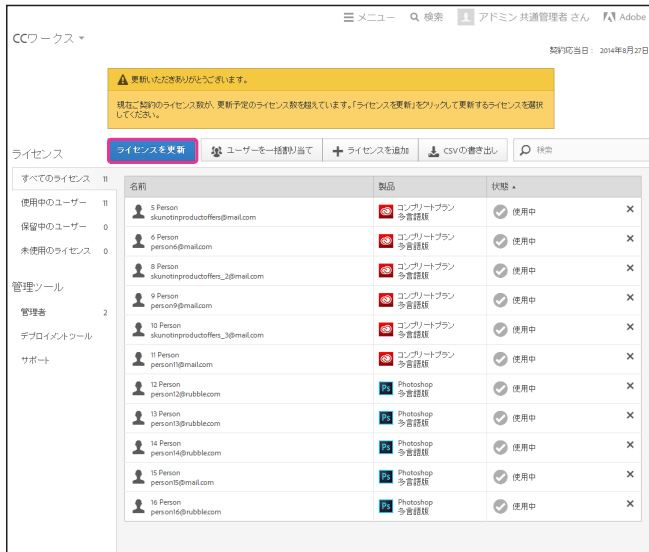 メニュー 検索 アドミン 共通管理者 さん Adobe
CCワークス
契約応当日： 2014年8月27日
更新いただきありがとうございます。
現在ご契約のライセンス数が、更新予定のライセンス数を超えています。「ライセンスを更新」をクリックして更新するライセンスを選択
してください。
ライセンス
ライセンスを更新 ユーザーを一括割り当て ライセンスを追加 CSVの書き出し 検索
すべてのライセンス 11
使用中のユーザー 11
保留中のユーザー 0
未使用のライセンス 0
管理ツール
管理者 2
デプロイメントツール
サポート
名前 製品 状態
5 Person
skunotinproductoffers@mail.com
コンプリートプラン
多言語版
使用中
6 Person
person6@mail.com
コンプリートプラン
多言語版
使用中
8 Person
skunotinproductoffers_2@mail.com
コンプリートプラン
多言語版
使用中
9 Person
person9@mail.com
コンプリートプラン
多言語版
使用中
10 Person
skunotinproductoffers_3@mail.com
コンプリートプラン
多言語版
使用中
11 Person
person11@mail.com
コンプリートプラン
多言語版
使用中
12 Person
person12@rubble.com
Ps Photoshop
多言語版
使用中
13 Person
person13@rubble.com
Ps Photoshop
多言語版
使用中
14 Person
person14@rubble.com
Ps Photoshop
多言語版
使用中
15 Person
person15@mail.com
Ps Photoshop
多言語版
使用中
16 Person
person16@rubble.com
Ps Photoshop
多言語版
使用中